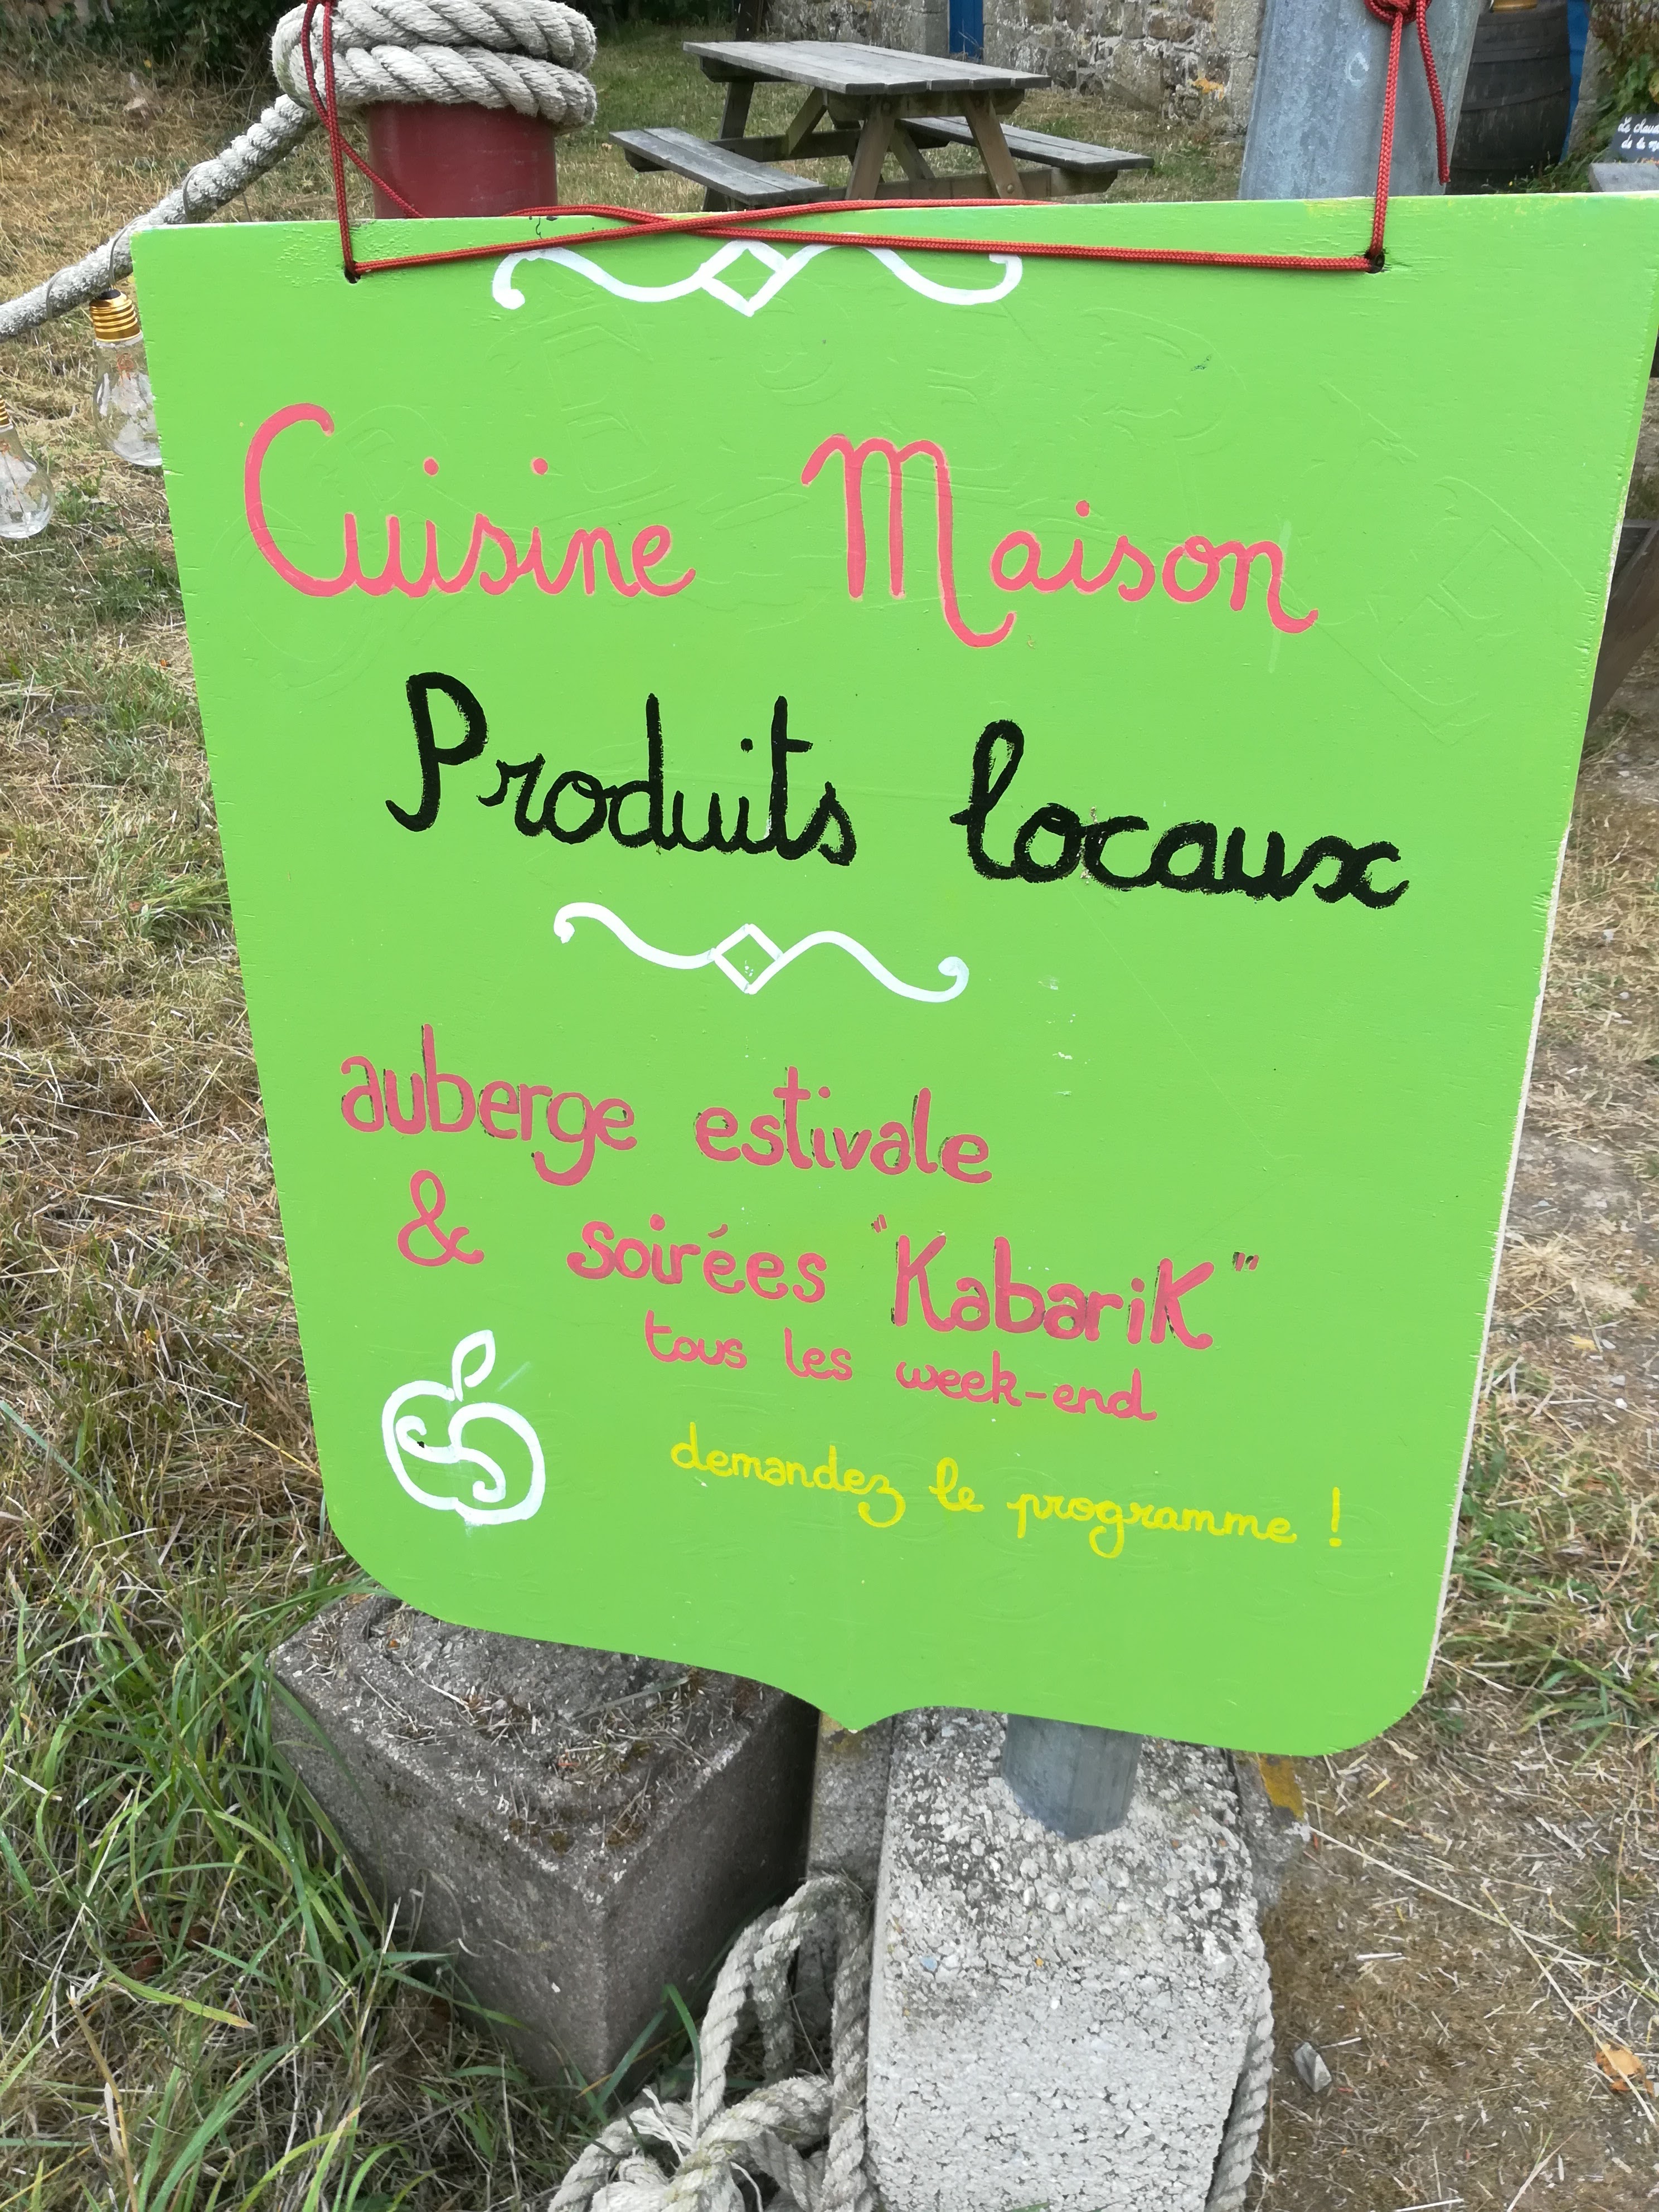 Cuisine Maison
Produits locaux
auberge estivale
& soirées "KabariK"
tous les week-end
demandez le programme !